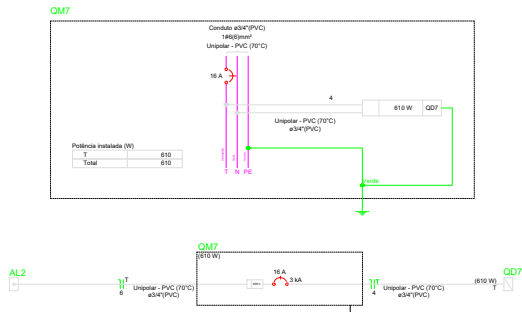 QM7
Conduto ø3/4"(PVC)
1#6(6)mm²
Unipolar - PVC (70°C)
16 A
4
610 W
QD7
Unipolar - PVC (70°C)
ø3/4"(PVC)
Potência instalada (W)
T 610
Total 610
T N PE
Verde
QM7
(610 W)
AL2
T
6
Unipolar - PVC (70°C)
ø3/4"(PVC)
16 A
3 kA
T
4
Unipolar - PVC (70°C)
ø3/4"(PVC)
(610 W)
T
QD7